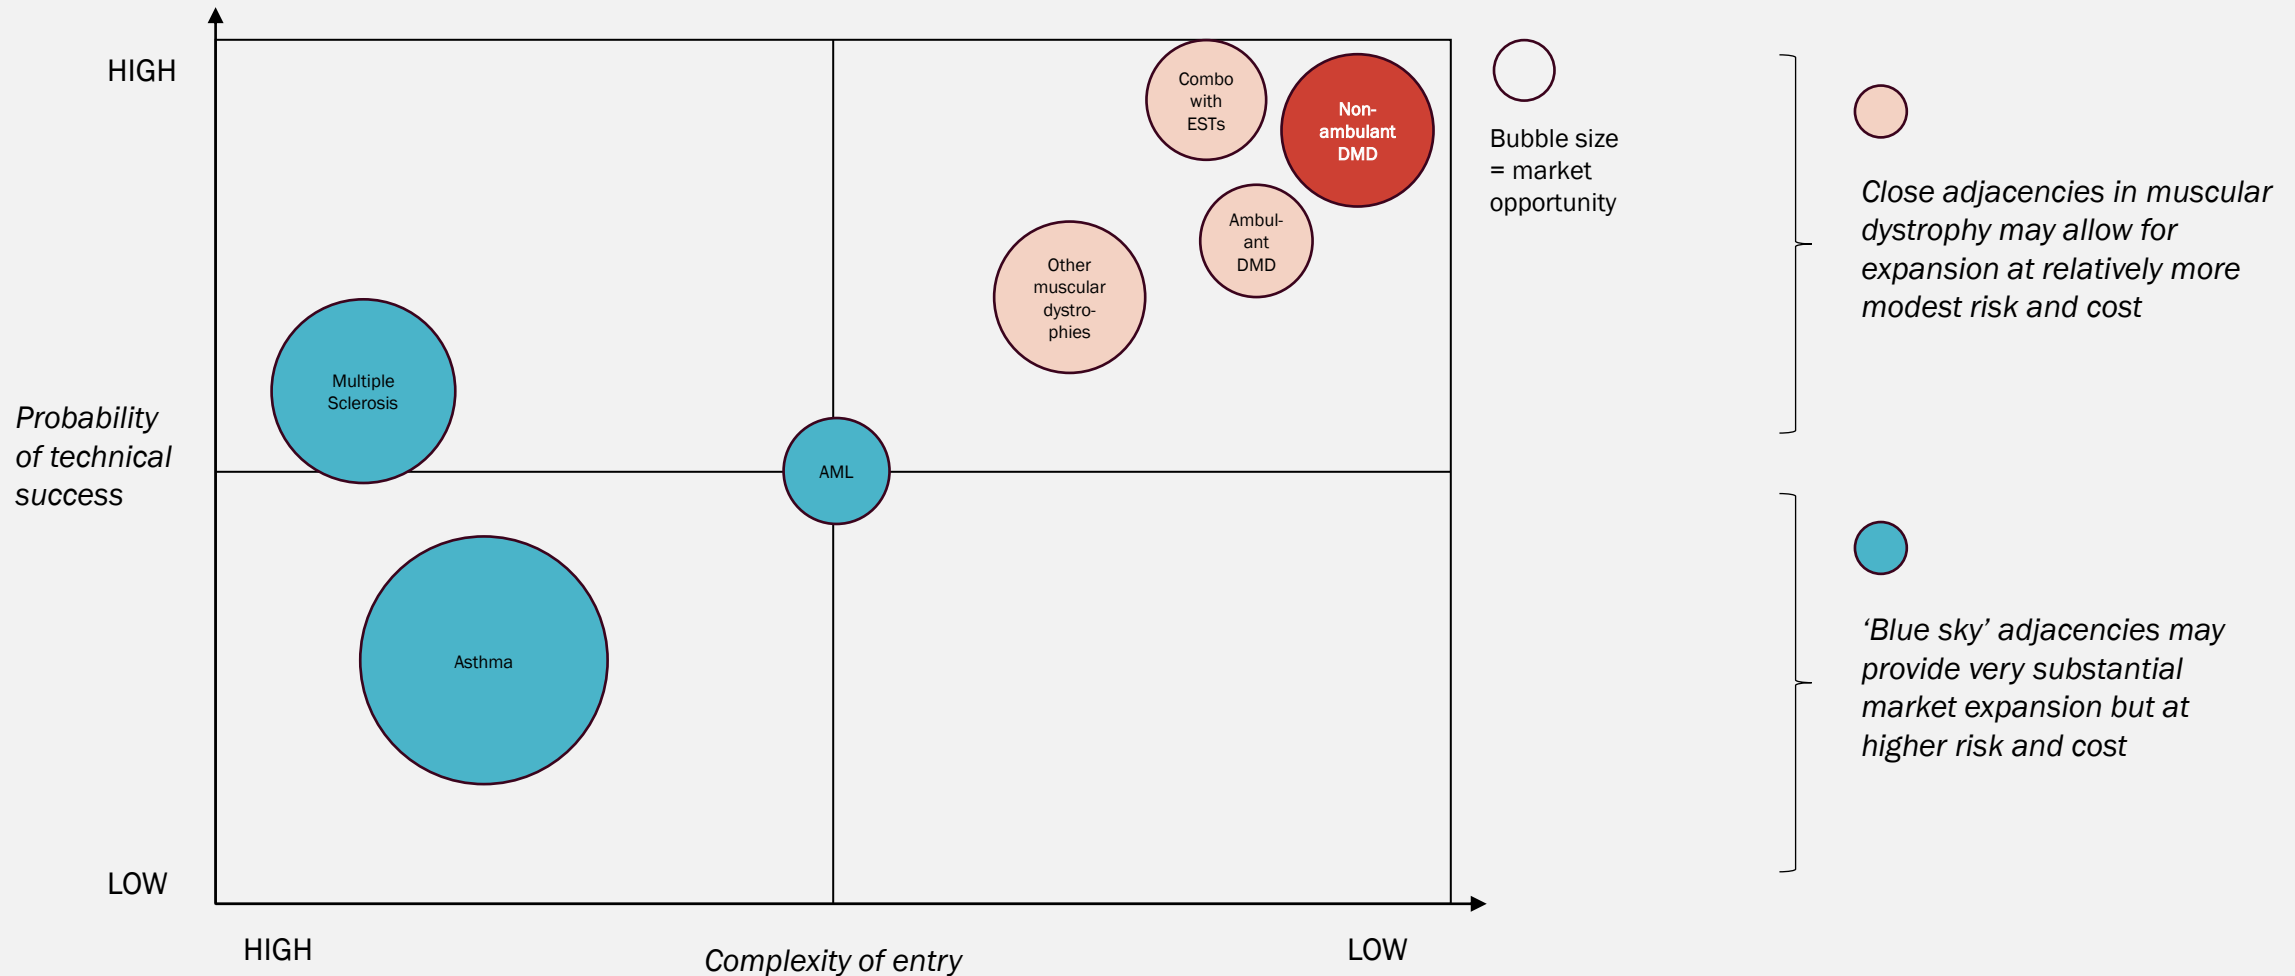 HIGH
Probability
of technical
success
LOW
HIGH
Complexity of entry
LOW
Combo
with
ESTs
Non-
ambulant
DMD
Ambul-
ant
DMD
Other
muscular
dystro-
phies
Multiple
Sclerosis
AML
Asthma
Bubble size
= market
opportunity
Close adjacencies in muscular
dystrophy may allow for
expansion at relatively more
modest risk and cost
‘Blue sky’ adjacencies may
provide very substantial
market expansion but at
higher risk and cost